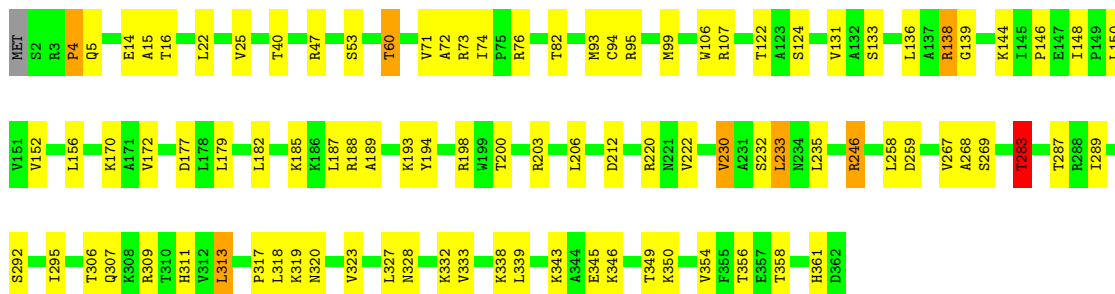 MET S2 R3 P4 Q5 E14 A15 T16 L22 V25 T40 R47 S53 T60 V71 A72 R73 I74 P75 R76 T82 M93 C94 R95 M99 W106 R107 T122 A123 S124 V131 A132 S133 L136 A137 R138 G139 K144 I145 P146 E147 I148 P149 L150
V151 V152 L156 K170 A171 V172 D177 L178 L179 L182 K185 K186 L187 R188 A189 K193 Y194 R198 W199 T200 R203 L206 D212 R220 N221 V222 V230 A231 S232 L233 N234 L235 R246 L258 D259 V267 A268 S269 T283 T287 R288 I289
S292 I295 T306 Q307 K308 R309 T310 H311 V312 L313 P317 L318 K319 N320 V323 L327 N328 K332 V333 K338 L339 K343 A344 E345 K346 T349 K350 V354 F355 T356 E357 T358 H361 D362